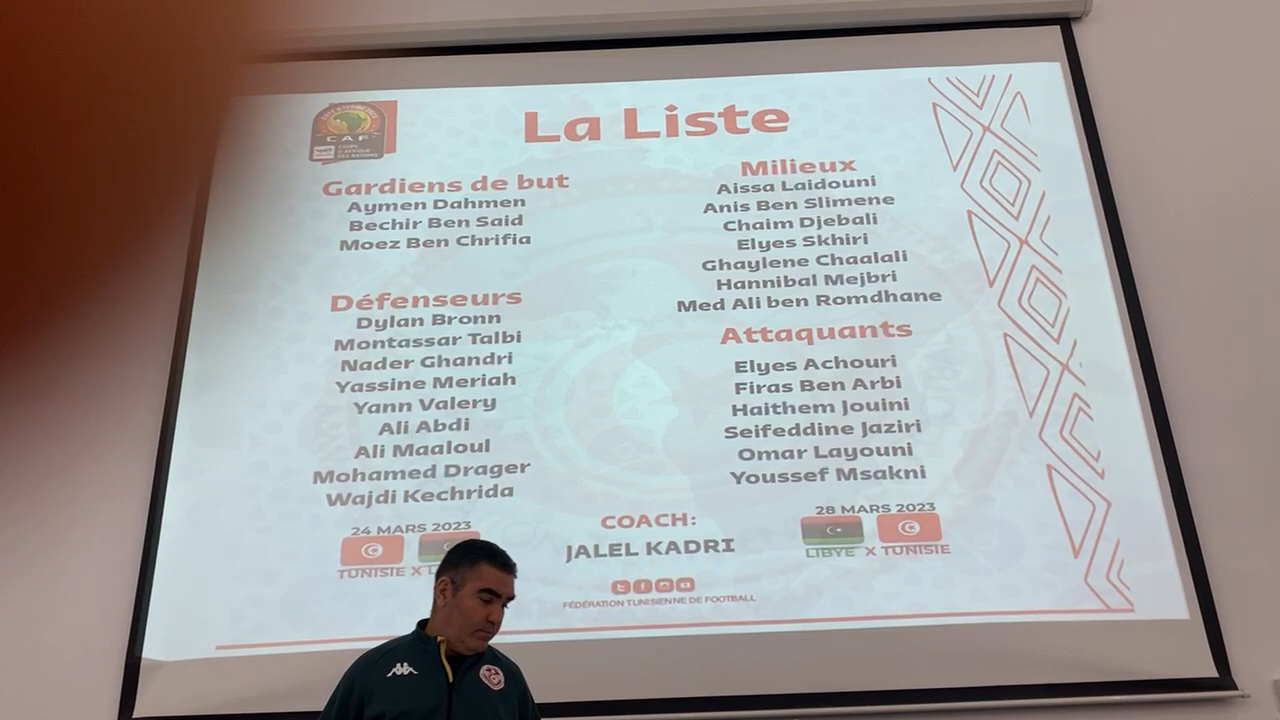 La Liste
CAF
Gardiens de but
Aymen Dahmen
Bechir Ben Said
Moez Ben Chrifia
Défenseurs
Dylan Bronn
Montassar Talbi
Nader Ghandri
Yassine Meriah
Yann Valery
Ali Abdi
Ali Maaloul
Mohamed Drager
Wajdi Kechrida
24 MARS 2023
TUNISIE X
Milieux
Aissa Laidouni
Anis Ben Slimene
Chaim Djebali
Elyes Skhiri
Ghaylene Chaalali
Hannibal Mejbri
Med Ali ben Romdhane
Attaquants
Elyes Achouri
Firas Ben Arbi
Haithem Jouini
Seifeddine Jaziri
Omar Layouni
Youssef Msakni
28 MARS 2023
LIBYE X TUNISIE
COACH:
JALEL KADRI
FÉDÉRATION TUNISIENNE DE FOOTBALL